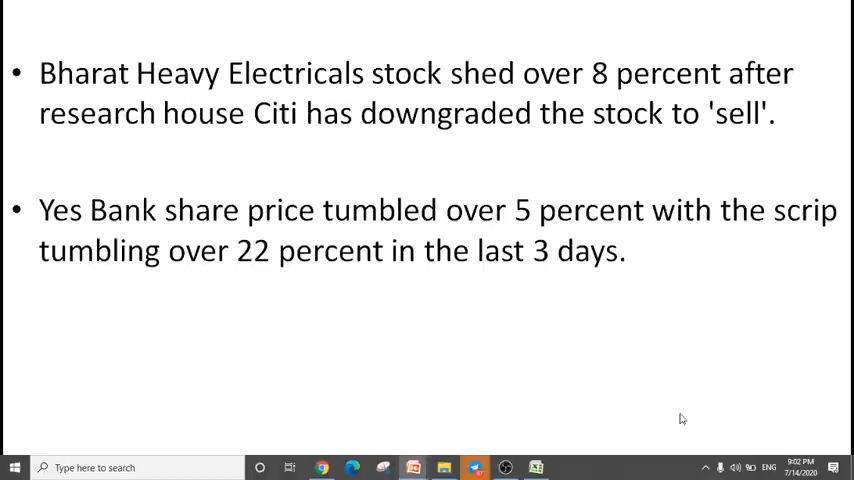 • Bharat Heavy Electricals stock shed over 8 percent after
research house Citi has downgraded the stock to 'sell'.
• Yes Bank share price tumbled over 5 percent with the scrip
tumbling over 22 percent in the last 3 days.
Type here to search
ENG
9:02 PM
7/14/2020